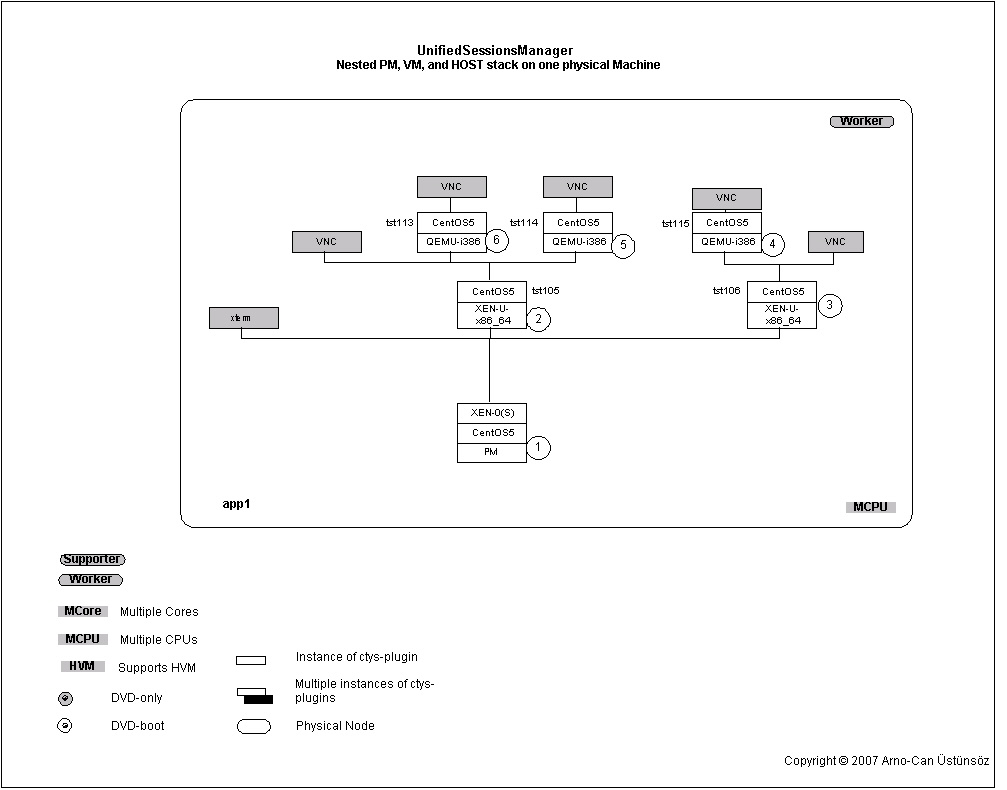 UnifiedSessionsManager
Nested PM, VM, and HOST stack on one physical Machine
Worker
VNC
VNC
VNC
tst113
CentOS5
tst114
CentOS5
tst115
CentOS5
VNC
QEMU-i386
6
QEMU-i386
5
QEMU-i386
4
VNC
CentOS5
tst105
tst106
CentOS5
XEN-U-
x86_64
2
XEN-U-
x86_64
3
xterm
XEN-0(S)
CentOS5
PM
1
app1
MCPU
Supporter
Worker
MCore
Multiple Cores
MCPU
Multiple CPUs
HVM
Supports HVM
DVD-only
DVD-boot
Instance of ctys-plugin
Multiple instances of ctys-
plugins
Physical Node
Copyright © 2007 Arno-Can Üstünsöz